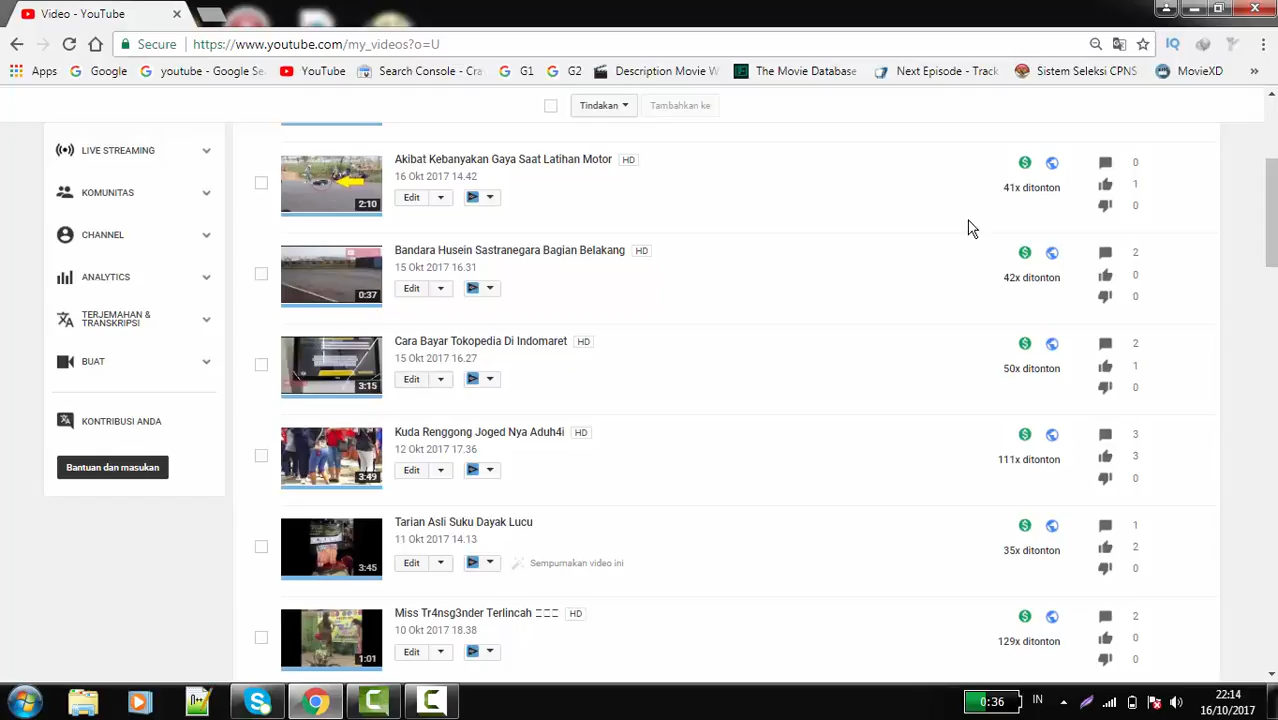 Video - YouTube
Secure https://www.youtube.com/my_videos?o=U
Apps Google youtube - Google Se YouTube Search Console - Cra G1 G2 Description Movie W The Movie Database Next Episode - Track Sistem Seleksi CPNS MovieXD »
Tindakan Tambahkan ke
LIVE STREAMING
KOMUNITAS
CHANNEL
ANALYTICS
TERJEMAHAN &
TRANSKRIPSI
BUAT
KONTRIBUSI ANDA
Bantuan dan masukan
Akibat Kebanyakan Gaya Saat Latihan Motor HD
16 Okt 2017 14.42
Edit
2:10
41x ditonton
0
1
0
Bandara Husein Sastranegara Bagian Belakang HD
15 Okt 2017 16.31
Edit
0:37
42x ditonton
2
0
0
Cara Bayar Tokopedia Di Indomaret HD
15 Okt 2017 16.27
Edit
3:15
50x ditonton
2
1
0
Kuda Renggong Joged Nya Aduh4i HD
12 Okt 2017 17.36
Edit
3:49
111x ditonton
3
3
0
Tarian Asli Suku Dayak Lucu
11 Okt 2017 14.13
Edit Sempurnakan video ini
3:45
35x ditonton
1
2
0
Miss Tr4nsg3nder Terlincah HD
10 Okt 2017 18.38
Edit
1:01
129x ditonton
2
0
0
0:36 IN
22:14
16/10/2017